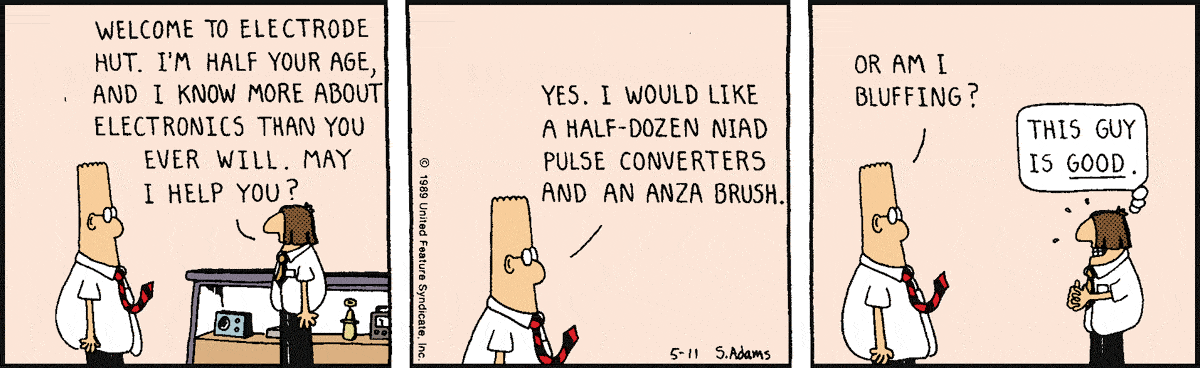 WELCOME TO ELECTRODE
HUT. I'M HALF YOUR AGE,
AND I KNOW MORE ABOUT
ELECTRONICS THAN YOU
EVER WILL. MAY
I HELP YOU?
© 1989 United Feature Syndicate, Inc.
YES. I WOULD LIKE
A HALF-DOZEN NIAD
PULSE CONVERTERS
AND AN ANZA BRUSH.
5-11 S.Adams
OR AM I
BLUFFING?
THIS GUY
IS GOOD.